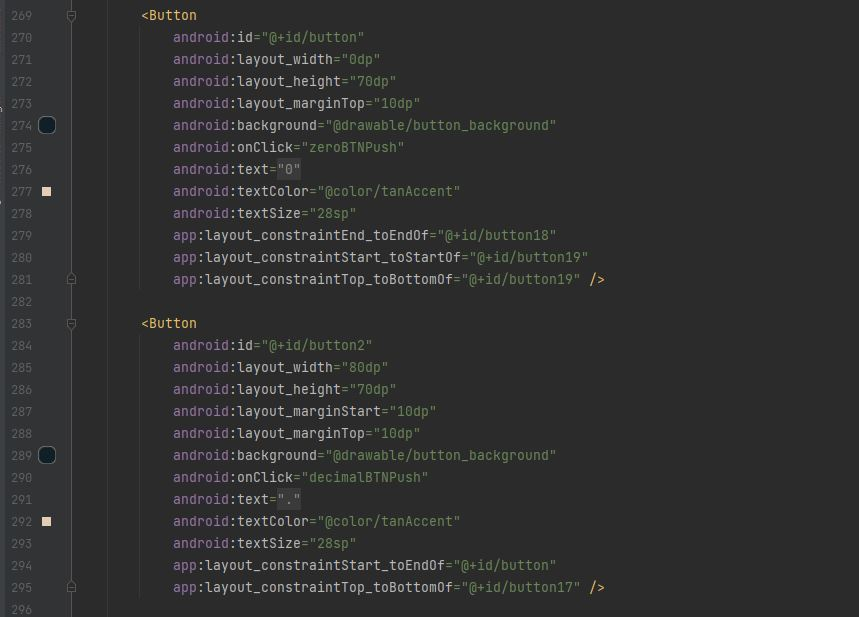 269 <Button
270 android:id="@+id/button"
271 android:layout_width="0dp"
272 android:layout_height="70dp"
273 android:layout_marginTop="10dp"
274 android:background="@drawable/button_background"
275 android:onClick="zeroBTNPush"
276 android:text="0"
277 android:textColor="@color/tanAccent"
278 android:textSize="28sp"
279 app:layout_constraintEnd_toEndOf="@+id/button18"
280 app:layout_constraintStart_toStartOf="@+id/button19"
281 app:layout_constraintTop_toBottomOf="@+id/button19" />
282
283 <Button
284 android:id="@+id/button2"
285 android:layout_width="80dp"
286 android:layout_height="70dp"
287 android:layout_marginStart="10dp"
288 android:layout_marginTop="10dp"
289 android:background="@drawable/button_background"
290 android:onClick="decimalBTNPush"
291 android:text="."
292 android:textColor="@color/tanAccent"
293 android:textSize="28sp"
294 app:layout_constraintStart_toEndOf="@+id/button"
295 app:layout_constraintTop_toBottomOf="@+id/button17" />
296